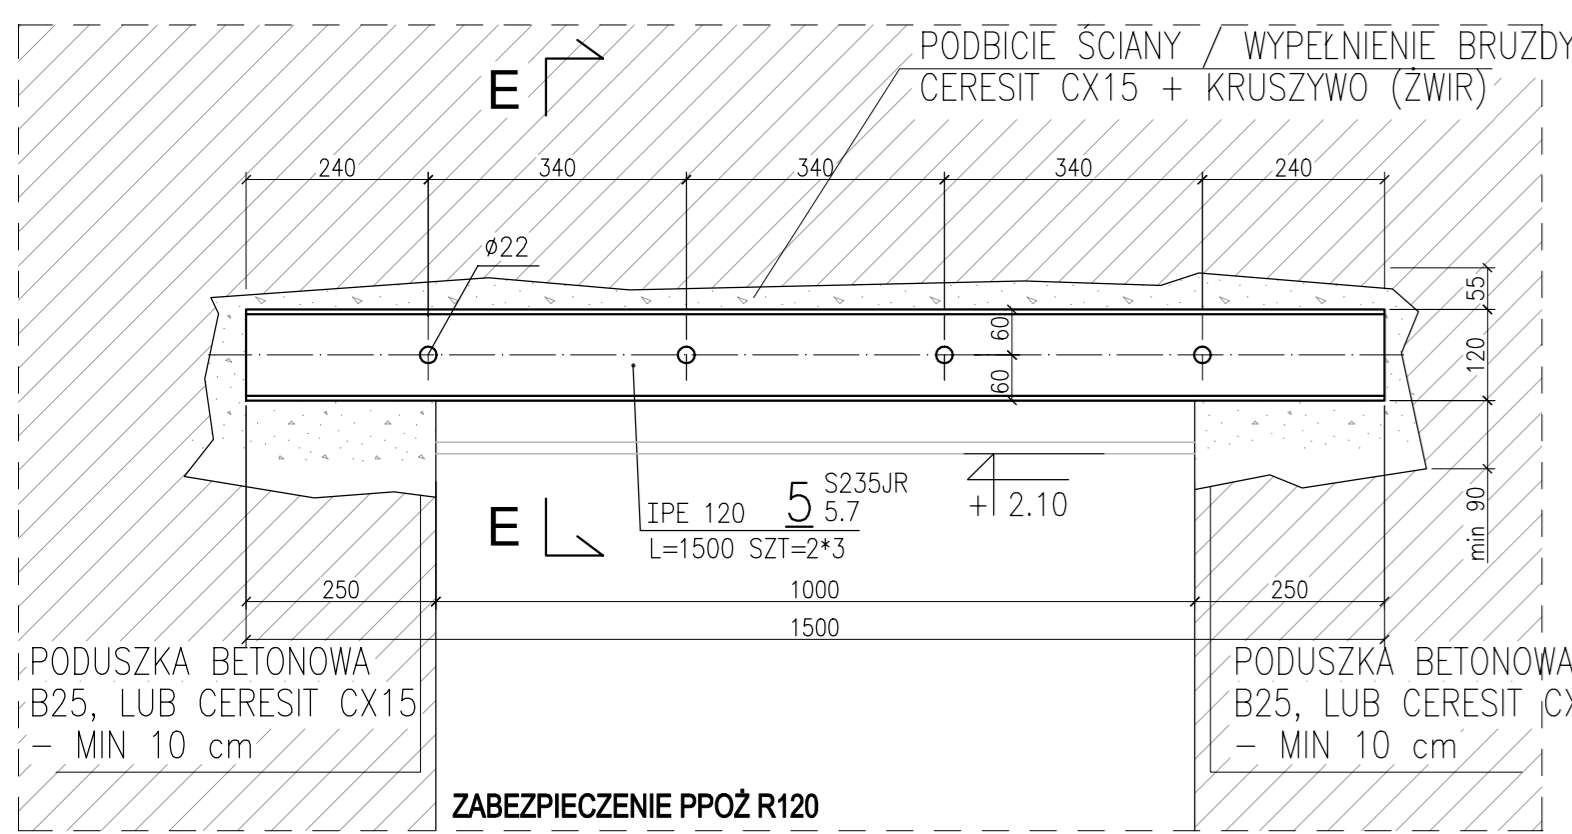 PODBICIE ŚCIANY / WYPEŁNIENIE BRUZDY
CERESIT CX15 + KRUSZYWO (ŻWIR)
E
240 340 340 340 240
ø22
55
60
120
60
IPE 120 5 S235JR
5.7
L=1500 SZT=2*3
+ 2.10
min 90
E
250 1000 250
1500
PODUSZKA BETONOWA
B25, LUB CERESIT CX15
- MIN 10 cm
PODUSZKA BETONOWA
B25, LUB CERESIT CX
- MIN 10 cm
ZABEZPIECZENIE PPOŻ R120